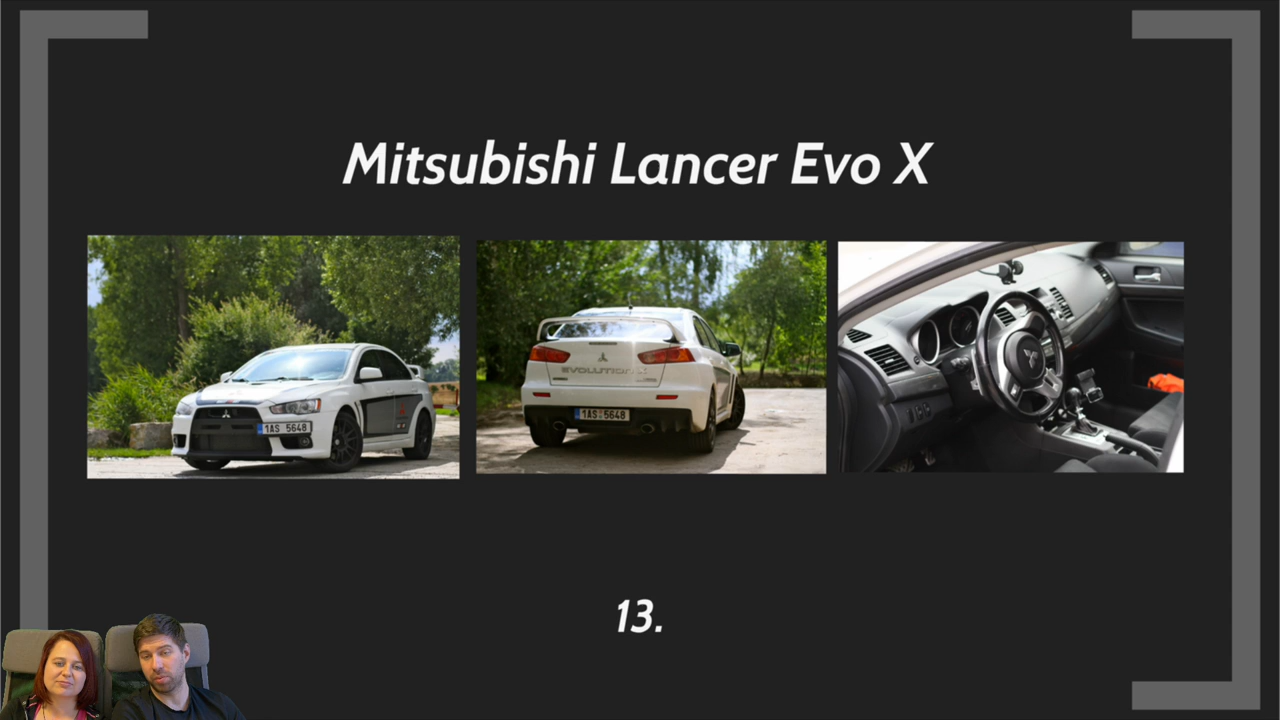 Mitsubishi Lancer Evo X
1AS 5648
EVOLUTION X
1AS 5648
13.